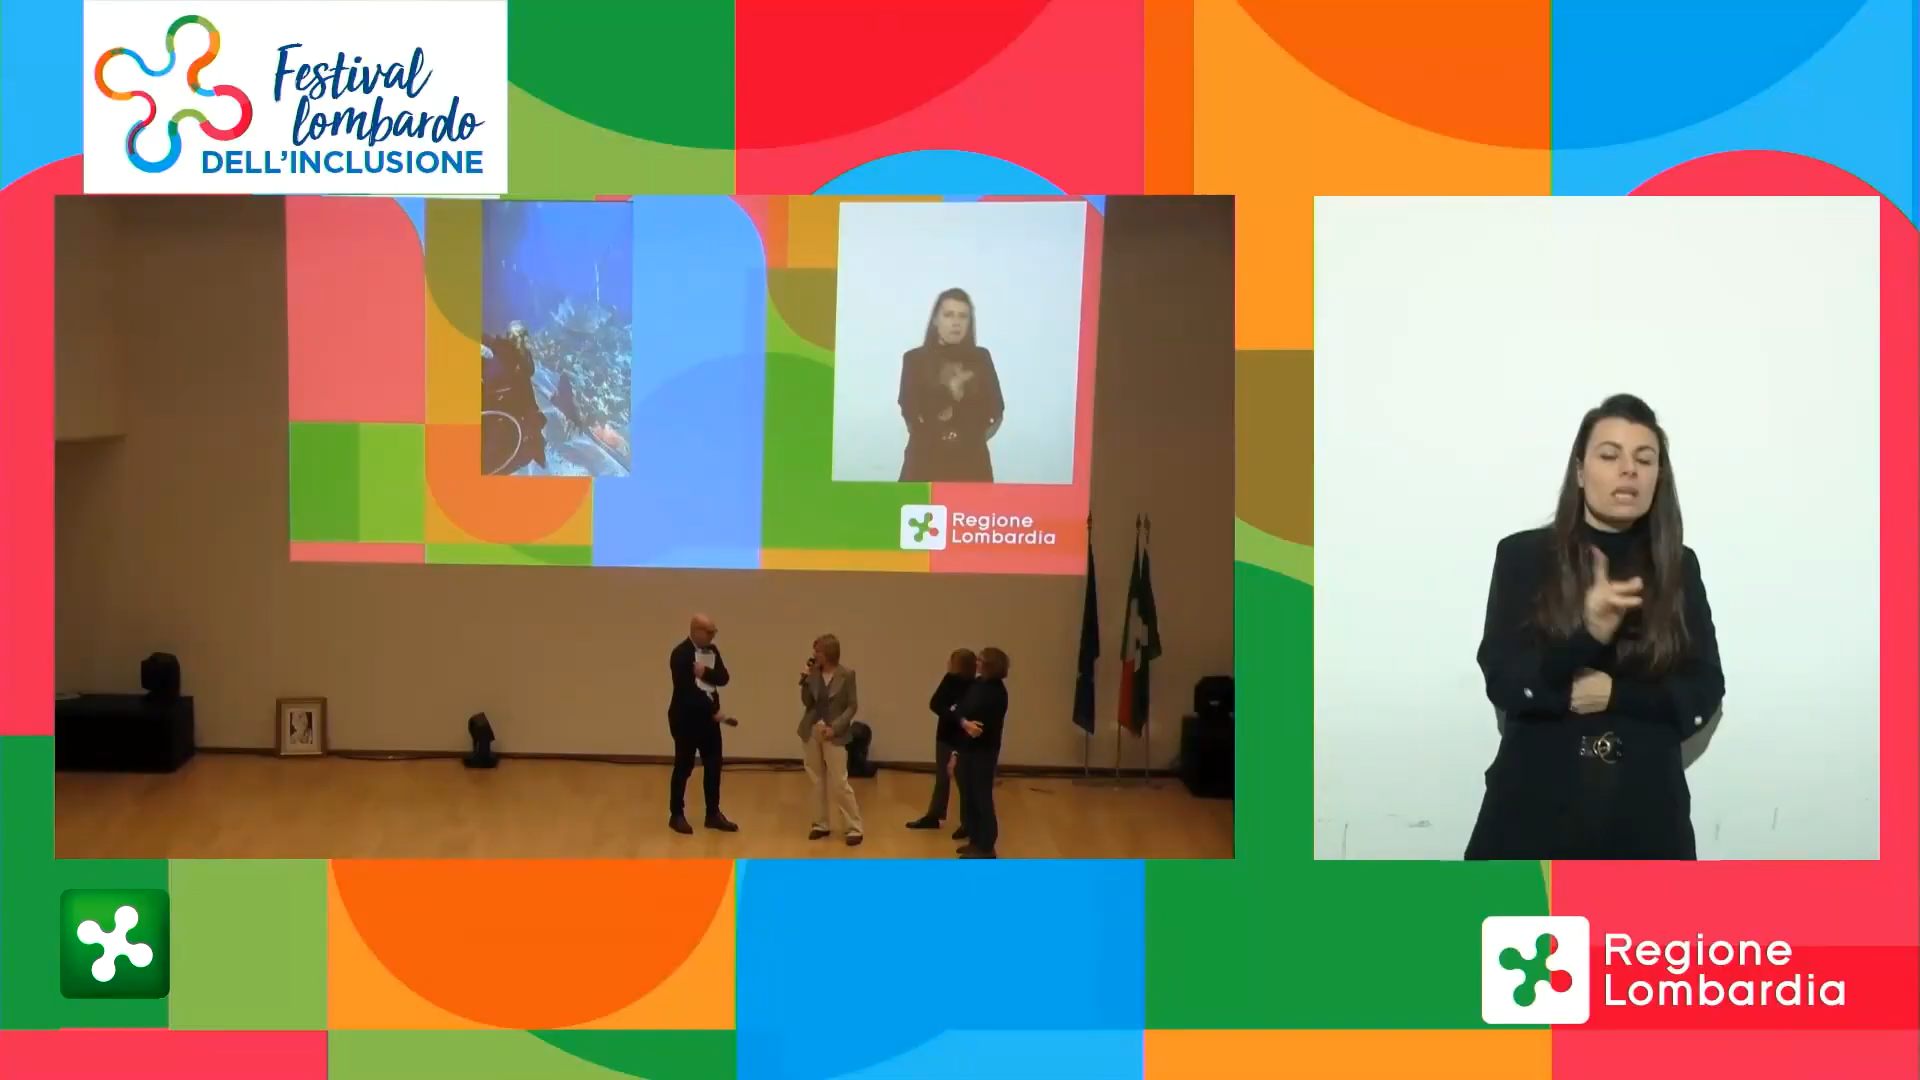 Festival
lombardo
DELL'INCLUSIONE
Regione
Lombardia
Regione
Lombardia